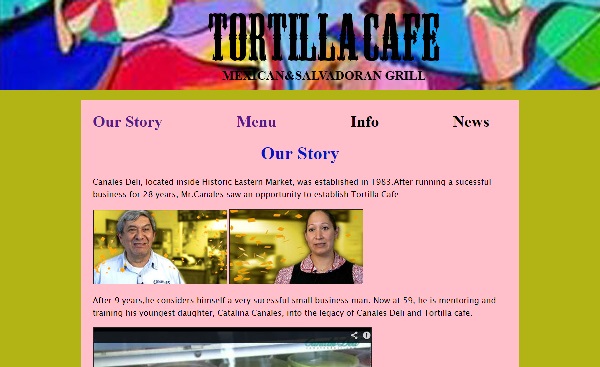 TORTILLA CAFE
MEXICAN&SALVADORAN GRILL
Our Story Menu Info News
Our Story
Canales Deli, located inside Historic Eastern Market, was established in 1983.After running a sucessful
business for 28 years, Mr.Canales saw an opportunity to establish Tortilla Cafe
After 9 years,he considers himself a very sucessful small business man. Now at 59, he is mentoring and
training his youngest daughter, Catalina Canales, into the legacy of Canales Deli and Tortilla cafe.